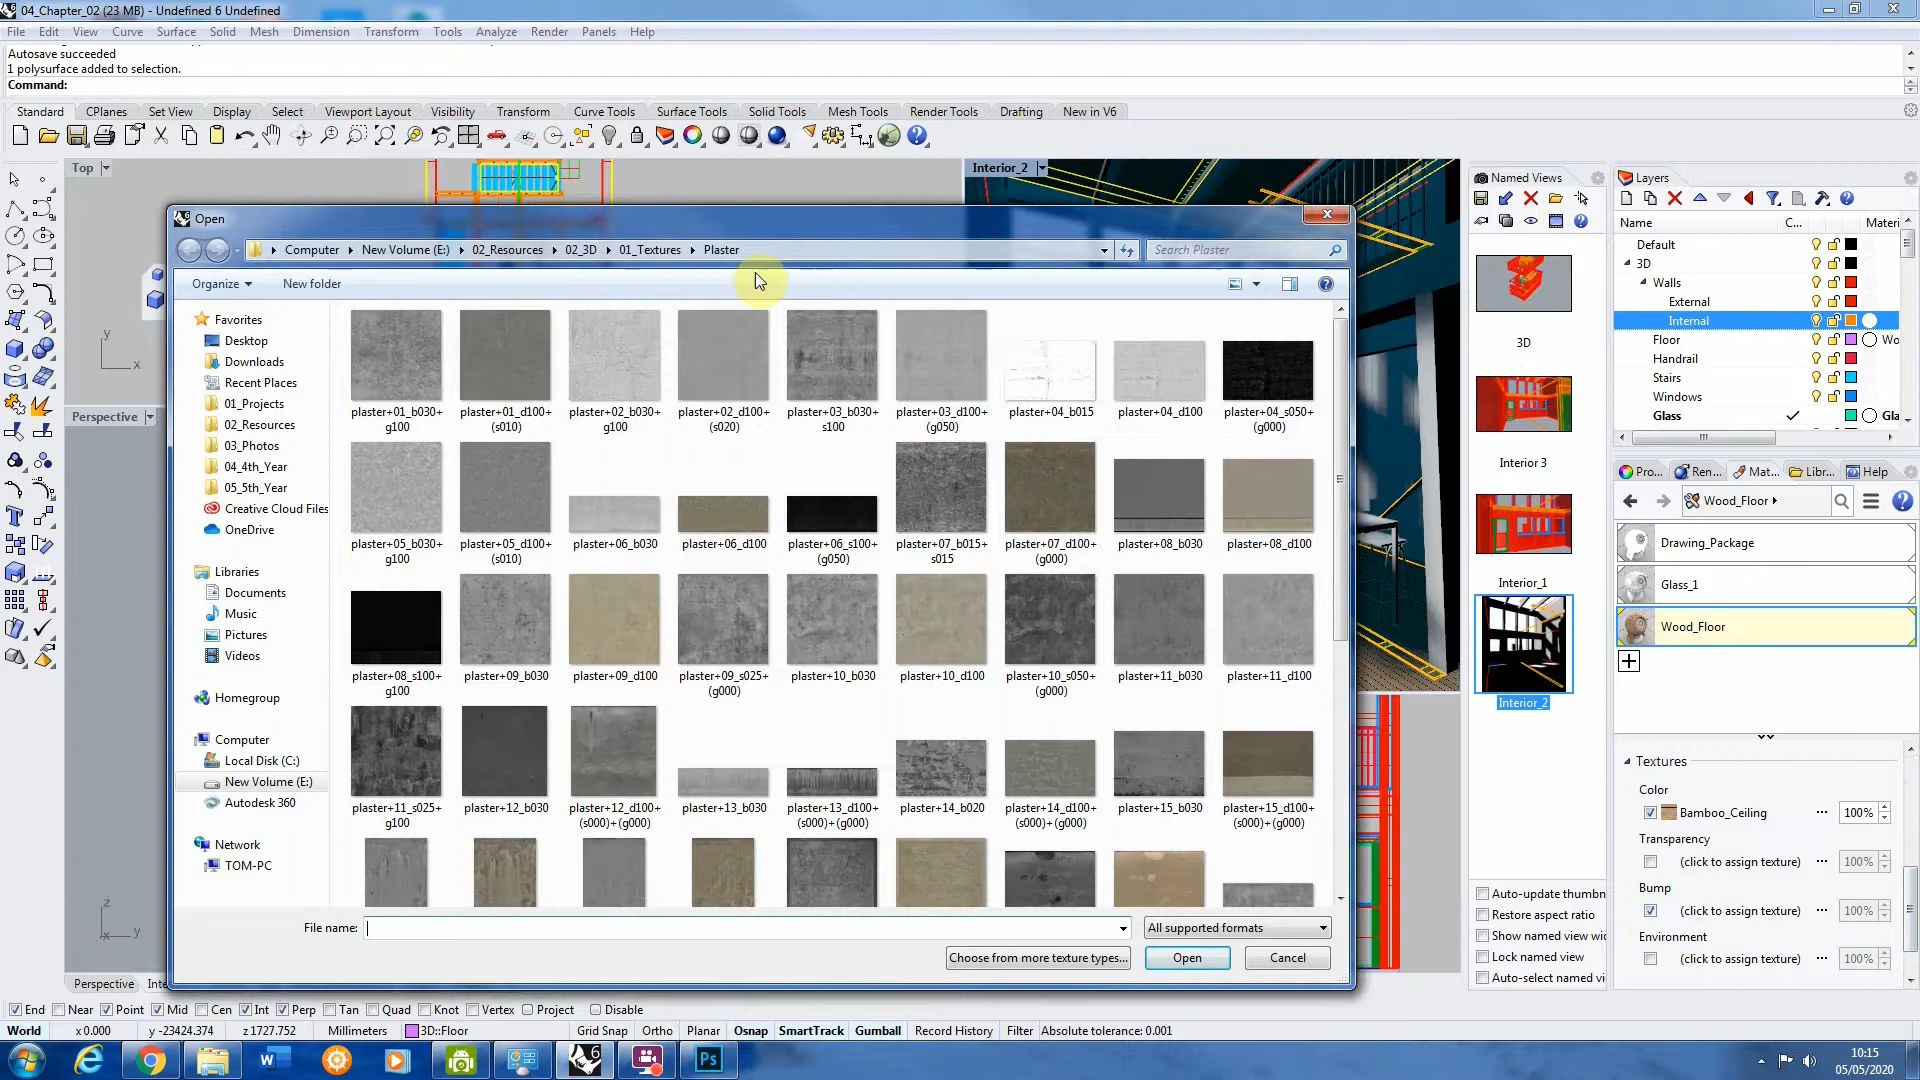 04_Chapter_02 (23 MB) - Undefined 6 Undefined
File Edit View Curve Surface Solid Mesh Dimension Transform Tools Analyze Render Panels Help
Autosave succeeded
1 polysurface added to selection.
Command:
Standard CPlanes Set View Display Select Viewport Layout Visibility Transform Curve Tools Surface Tools Solid Tools Mesh Tools Render Tools Drafting New in V6
Top
Interior_2
Named Views
Layers
Open
Computer New Volume (E:) 02_Resources 02_3D 01_Textures Plaster
Search Plaster
Organize
New folder
Favorites
Desktop
Downloads
Recent Places
01_Projects
02_Resources
03_Photos
04_4th_Year
05_5th_Year
Creative Cloud Files
OneDrive
Libraries
Documents
Music
Pictures
Videos
Homegroup
Computer
Local Disk (C:)
New Volume (E:)
Autodesk 360
Network
TOM-PC
plaster+01_b030+g100
plaster+01_d100+(s010)
plaster+02_b030+g100
plaster+02_d100+(s020)
plaster+03_b030+s100
plaster+03_d100+(g050)
plaster+04_b015
plaster+04_d100
plaster+04_s050+(g000)
plaster+05_b030+g100
plaster+05_d100+(s010)
plaster+06_b030
plaster+06_d100
plaster+06_s100+(g050)
plaster+07_b015+s015
plaster+07_d100+(g000)
plaster+08_b030
plaster+08_d100
plaster+08_s100+g100
plaster+09_b030
plaster+09_d100
plaster+09_s025+(g000)
plaster+10_b030
plaster+10_d100
plaster+10_s050+(g000)
plaster+11_b030
plaster+11_d100
plaster+11_s025+g100
plaster+12_b030
plaster+12_d100+(s000)+(g000)
plaster+13_b030
plaster+13_d100+(s000)+(g000)
plaster+14_b020
plaster+14_d100+(s000)+(g000)
plaster+15_b030
plaster+15_d100+(s000)+(g000)
File name:
All supported formats
Choose from more texture types...
Open
Cancel
Perspective
3D
Interior 3
Interior_1
Interior_2
Auto-update thumbn
Restore aspect ratio
Show named view wid
Lock named view
Auto-select named vi
Name C... Mater
Default
3D
Walls
External
Internal
Floor Wo
Handrail
Stairs
Windows
Glass Gla
Pro... Ren... Mat... Libr... Help
Wood_Floor
Drawing_Package
Glass_1
Wood_Floor
Textures
Color
Bamboo_Ceiling 100%
Transparency
(click to assign texture) 100%
Bump
(click to assign texture) 100%
Environment
(click to assign texture) 100%
Perspective Inte
End Near Point Mid Cen Int Perp Tan Quad Knot Vertex Project Disable
World x 0.000 y -23424.374 z 1727.752 Millimeters 3D::Floor Grid Snap Ortho Planar Osnap SmartTrack Gumball Record History Filter Absolute tolerance: 0.001
10:15
05/05/2020